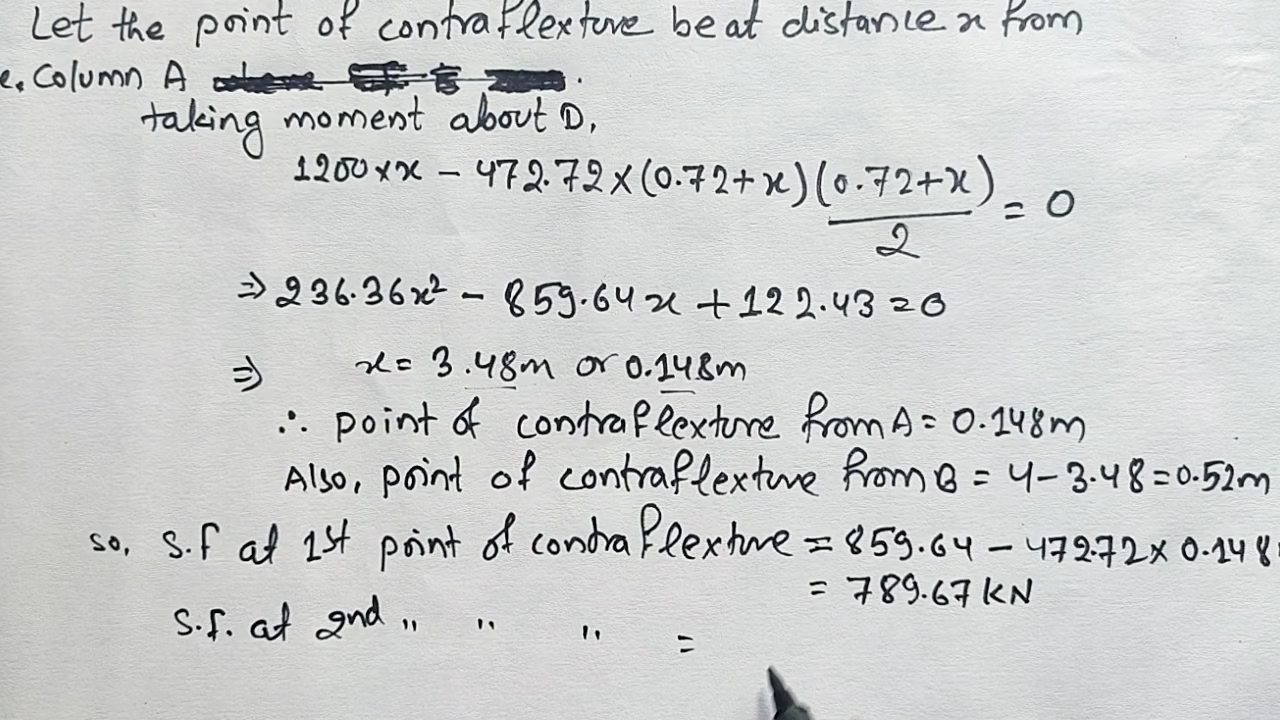 Let the point of contraflexture be at distance x from
e. Column A
taking moment about D,
1200 × x − 472.72 × (0.72 + x) (0.72 + x) / 2 = 0
⇒ 236.36x² − 859.64x + 122.43 = 0
⇒ x = 3.48m or 0.148m
∴ point of contraflexture from A = 0.148m
Also, point of contraflexture from B = 4 − 3.48 = 0.52m
so, S.f at 1st point of contraflexture = 859.64 − 472.72 × 0.148
= 789.67 KN
S.f. at 2nd " " " =